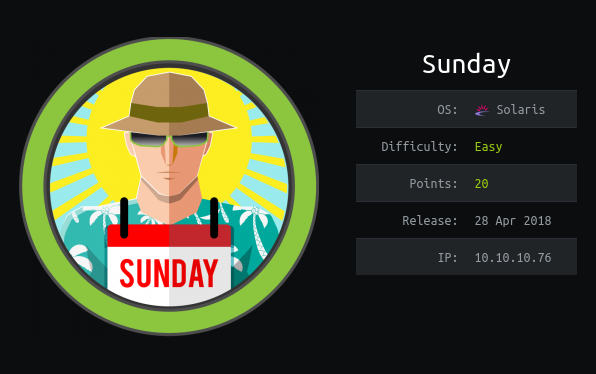 Sunday
OS: Solaris
Difficulty: Easy
Points: 20
Release: 28 Apr 2018
IP: 10.10.10.76
SUNDAY